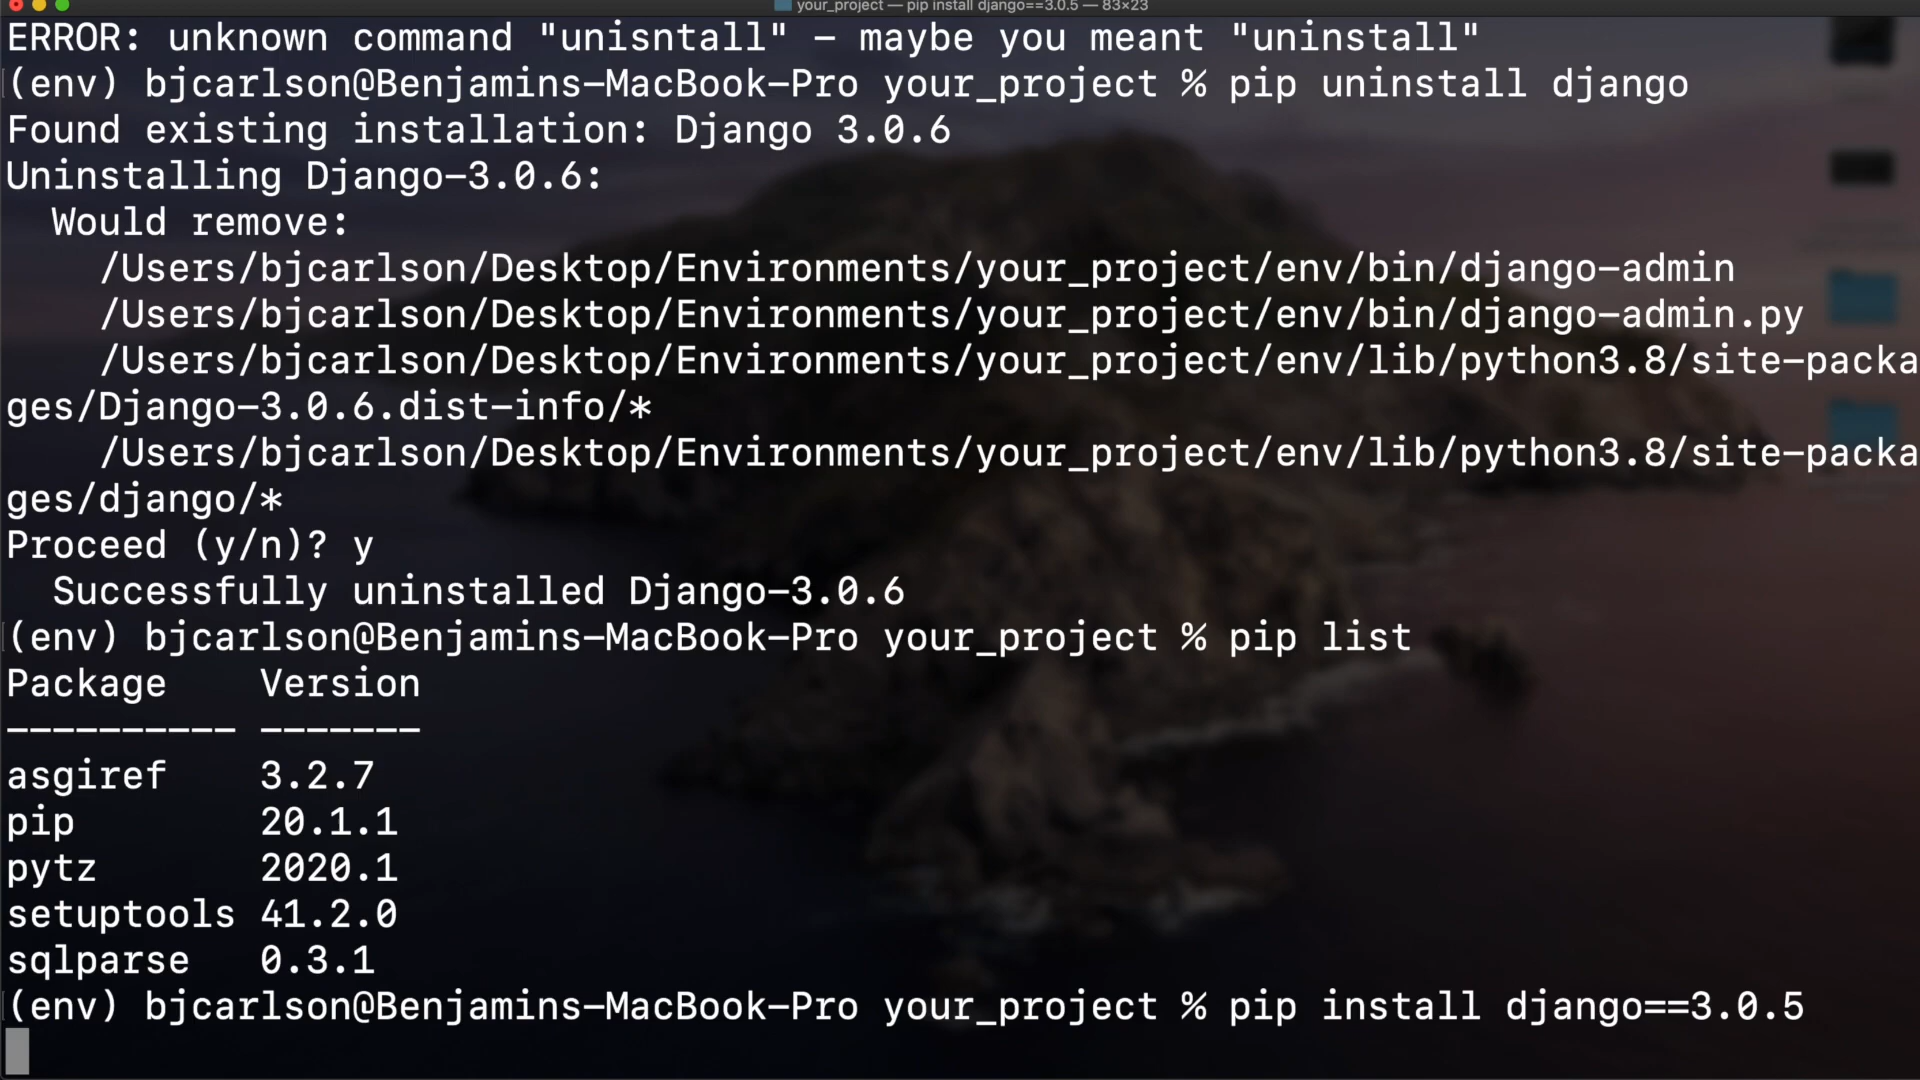 your_project — pip install django==3.0.5 — 83×23
ERROR: unknown command "unisntall" - maybe you meant "uninstall"
(env) bjcarlson@Benjamins-MacBook-Pro your_project % pip uninstall django
Found existing installation: Django 3.0.6
Uninstalling Django-3.0.6:
  Would remove:
    /Users/bjcarlson/Desktop/Environments/your_project/env/bin/django-admin
    /Users/bjcarlson/Desktop/Environments/your_project/env/bin/django-admin.py
    /Users/bjcarlson/Desktop/Environments/your_project/env/lib/python3.8/site-packa
ges/Django-3.0.6.dist-info/*
    /Users/bjcarlson/Desktop/Environments/your_project/env/lib/python3.8/site-packa
ges/django/*
Proceed (y/n)? y
  Successfully uninstalled Django-3.0.6
(env) bjcarlson@Benjamins-MacBook-Pro your_project % pip list
Package    Version
---------- -------
asgiref    3.2.7
pip        20.1.1
pytz       2020.1
setuptools 41.2.0
sqlparse   0.3.1
(env) bjcarlson@Benjamins-MacBook-Pro your_project % pip install django==3.0.5